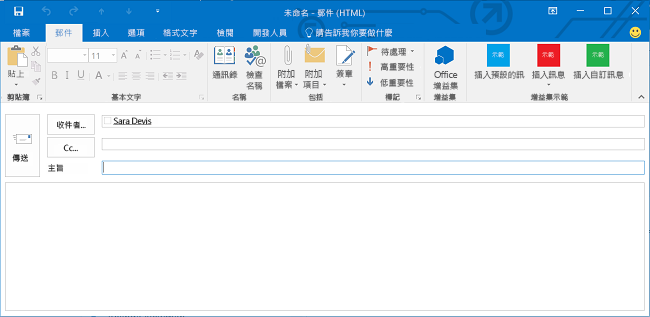 未命名 - 郵件 (HTML)
檔案 郵件 插入 選項 格式文字 檢閱 開發人員 請告訴我你要做什麼
貼上
剪貼簿
11
B I U A
基本文字
通訊錄
檢查名稱
名稱
附加檔案
附加項目
簽章
包括
待處理
高重要性
低重要性
標記
Office
增益集
增益集
示範
插入預設的訊
示範
插入訊息
示範
插入自訂訊息
增益集示範
傳送
收件者...
Sara Devis
Cc...
主旨